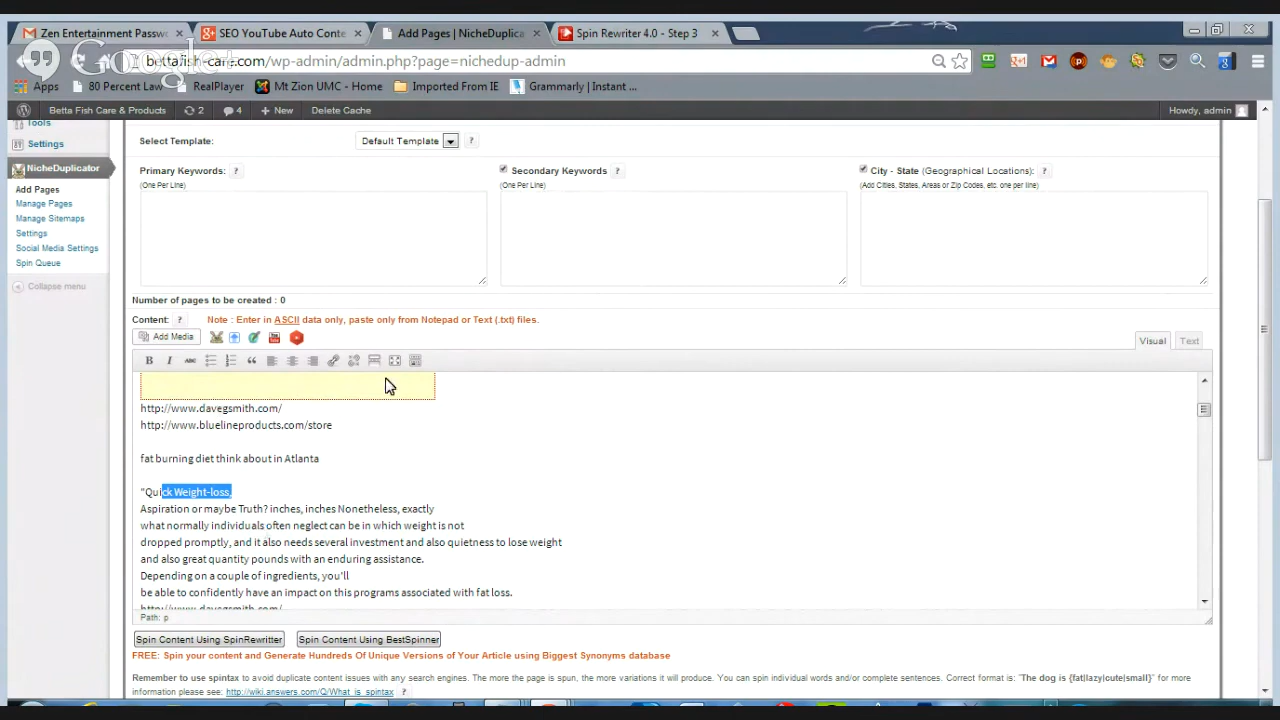 Zen Entertainment Passwo
SEO YouTube Auto Conte
Add Pages | NicheDuplica
Spin Rewriter 4.0 - Step 3
Google+
bettafish-care.com/wp-admin/admin.php?page=nichedup-admin
Apps
80 Percent Law
RealPlayer
Mt Zion UMC - Home
Imported From IE
Grammarly | Instant ...
Betta Fish Care & Products
2
4
+ New
Delete Cache
Howdy, admin
Tools
Settings
NicheDuplicator
Add Pages
Manage Pages
Manage Sitemaps
Settings
Social Media Settings
Spin Queue
Collapse menu
Select Template:
Default Template
?
Primary Keywords: ?
(One Per Line)
Secondary Keywords ?
(One Per Line)
City - State (Geographical Locations): ?
(Add Cities, States, Areas or Zip Codes, etc. one per line)
Number of pages to be created : 0
Content: ? Note : Enter in ASCII data only, paste only from Notepad or Text (.txt) files.
Add Media
Visual
Text
B I ABC
http://www.davegsmith.com/
http://www.bluelineproducts.com/store
fat burning diet think about in Atlanta
"Quick Weight-loss,
Aspiration or maybe Truth? inches, inches Nonetheless, exactly
what normally individuals often neglect can be in which weight is not
dropped promptly, and it also needs several investment and also quietness to lose weight
and also great quantity pounds with an enduring assistance.
Depending on a couple of ingredients, you'll
be able to confidently have an impact on this programs associated with fat loss.
http://www.davegsmith.com/
Path: p
Spin Content Using SpinRewritter
Spin Content Using BestSpinner
FREE: Spin your content and Generate Hundreds Of Unique Versions of Your Article using Biggest Synonyms database
Remember to use spintax to avoid duplicate content issues with any search engines. The more the page is spun, the more variations it will produce. You can spin individual words and/or complete sentences. Correct format is: "The dog is {fat|lazy|cute|small}" for more
information please see: http://wiki.answers.com/Q/What_is_spintax ?